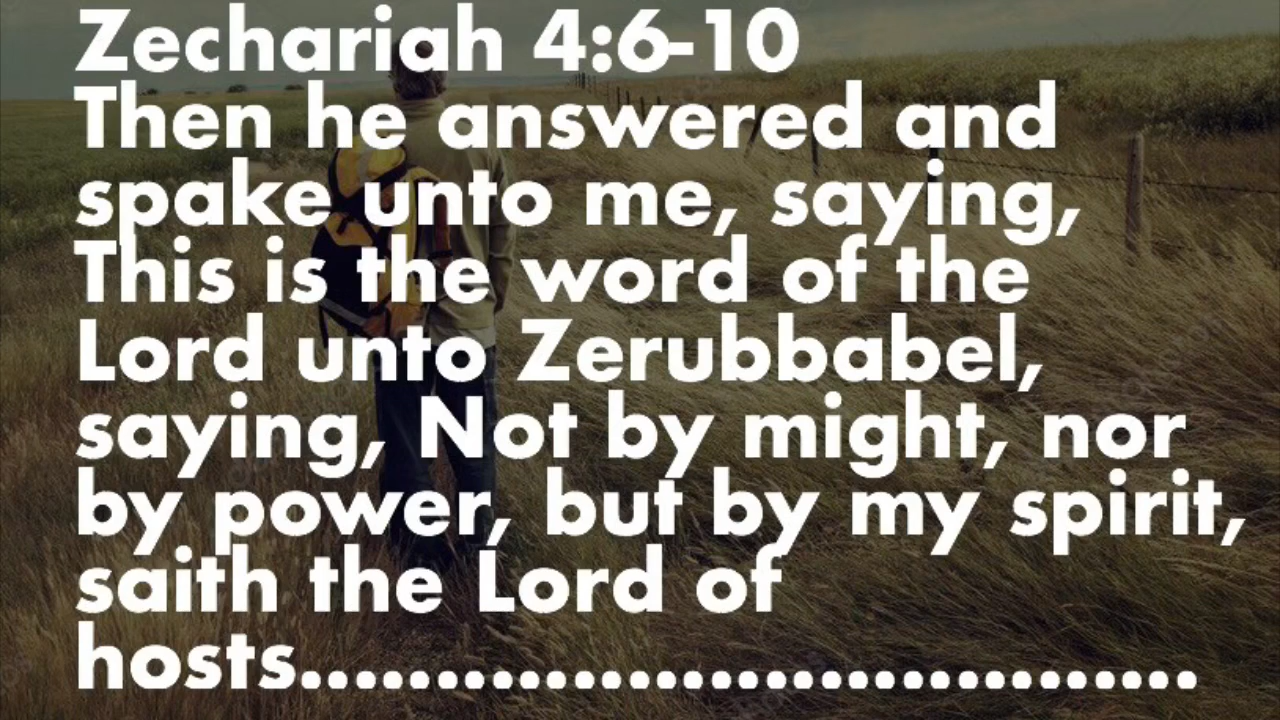 Zechariah 4:6-10
Then he answered and
spake unto me, saying,
This is the word of the
Lord unto Zerubbabel,
saying, Not by might, nor
by power, but by my spirit,
saith the Lord of
hosts.................................